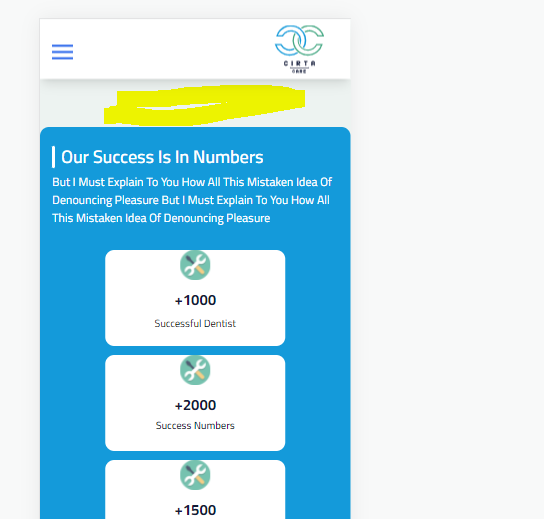 CIRTA
CARE
Our Success Is In Numbers
But I Must Explain To You How All This Mistaken Idea Of
Denouncing Pleasure But I Must Explain To You How All
This Mistaken Idea Of Denouncing Pleasure
+1000
Successful Dentist
+2000
Success Numbers
+1500